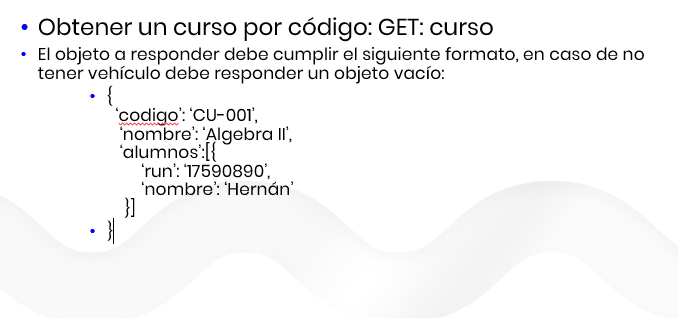 • Obtener un curso por código: GET: curso
• El objeto a responder debe cumplir el siguiente formato, en caso de no
tener vehículo debe responder un objeto vacío:
• {
‘codigo’: ‘CU-001’,
‘nombre’: ‘Algebra II’,
‘alumnos’:[{
‘run’: ‘17590890’,
‘nombre’: ‘Hernán’
}]
• }